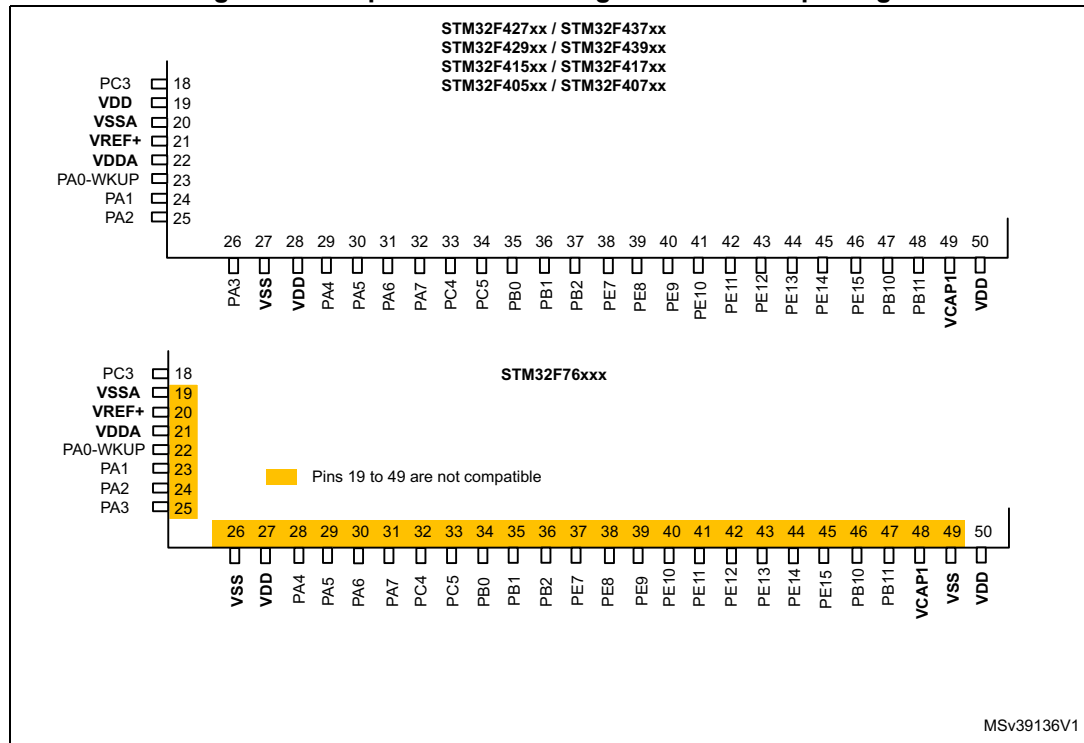 STM32F427xx / STM32F437xx
STM32F429xx / STM32F439xx
STM32F415xx / STM32F417xx
STM32F405xx / STM32F407xx
PC3 18
VDD 19
VSSA 20
VREF+ 21
VDDA 22
PA0-WKUP 23
PA1 24
PA2 25
26 27 28 29 30 31 32 33 34 35 36 37 38 39 40 41 42 43 44 45 46 47 48 49 50
PA3 VSS VDD PA4 PA5 PA6 PA7 PC4 PC5 PB0 PB1 PB2 PE7 PE8 PE9 PE10 PE11 PE12 PE13 PE14 PE15 PB10 PB11 VCAP1 VDD
STM32F76xxx
PC3 18
VSSA 19
VREF+ 20
VDDA 21
PA0-WKUP 22
PA1 23
PA2 24
PA3 25
Pins 19 to 49 are not compatible
26 27 28 29 30 31 32 33 34 35 36 37 38 39 40 41 42 43 44 45 46 47 48 49 50
VSS VDD PA4 PA5 PA6 PA7 PC4 PC5 PB0 PB1 PB2 PE7 PE8 PE9 PE10 PE11 PE12 PE13 PE14 PE15 PB10 PB11 VCAP1 VSS VDD
MSv39136V1